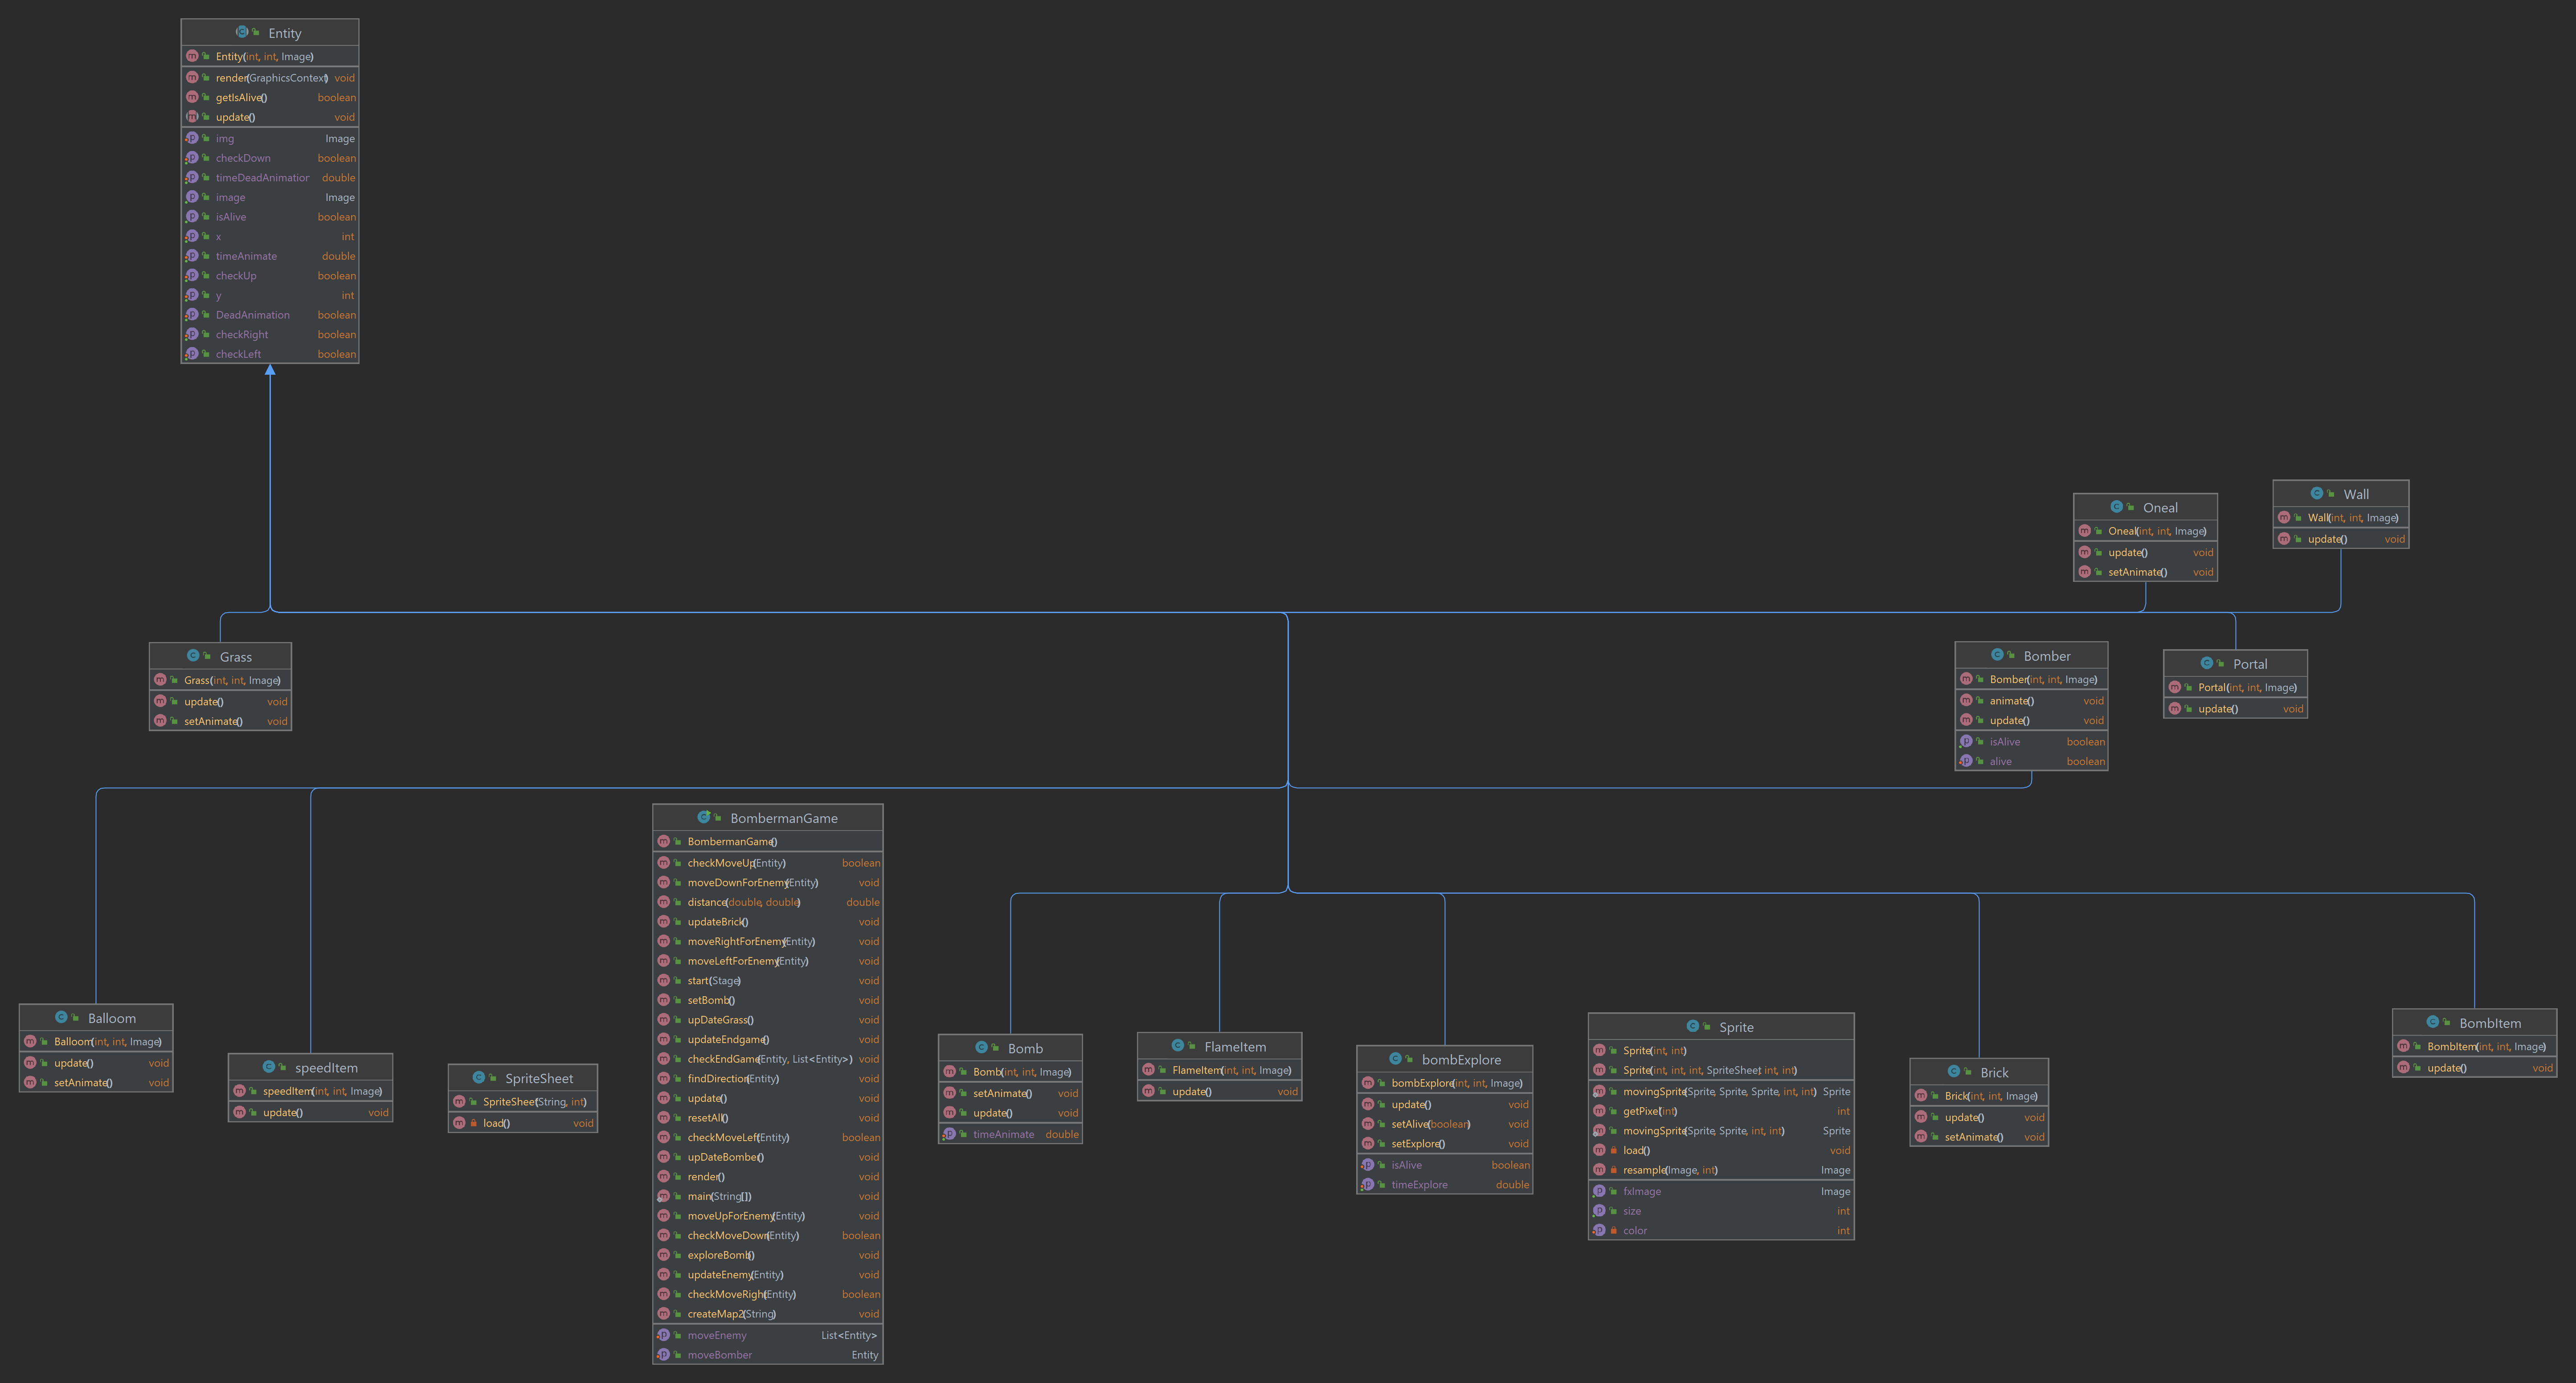 Entity
Entity(int, int, Image)
render(GraphicsContext) void
getIsAlive() boolean
update() void
img Image
checkDown boolean
timeDeadAnimation double
image Image
isAlive boolean
x int
timeAnimate double
checkUp boolean
y int
DeadAnimation boolean
checkRight boolean
checkLeft boolean
Oneal
Oneal(int, int, Image)
update() void
setAnimate() void
Wall
Wall(int, int, Image)
update() void
Grass
Grass(int, int, Image)
update() void
setAnimate() void
Bomber
Bomber(int, int, Image)
animate() void
update() void
isAlive boolean
alive boolean
Portal
Portal(int, int, Image)
update() void
Balloom
Balloom(int, int, Image)
update() void
setAnimate() void
speedItem
speedItem(int, int, Image)
update() void
SpriteSheet
SpriteSheet(String, int)
load() void
BombermanGame
BombermanGame()
checkMoveUp(Entity) boolean
moveDownForEnemy(Entity) void
distance(double, double) double
updateBrick() void
moveRightForEnemy(Entity) void
moveLeftForEnemy(Entity) void
start(Stage) void
setBomb() void
upDateGrass() void
updateEndgame() void
checkEndGame(Entity, List<Entity>) void
findDirection(Entity) void
update() void
resetAll() void
checkMoveLeft(Entity) boolean
upDateBomber() void
render() void
main(String[]) void
moveUpForEnemy(Entity) void
checkMoveDown(Entity) boolean
exploreBomb() void
updateEnemy(Entity) void
checkMoveRight(Entity) boolean
createMap2(String) void
moveEnemy List<Entity>
moveBomber Entity
Bomb
Bomb(int, int, Image)
setAnimate() void
update() void
timeAnimate double
FlameItem
FlameItem(int, int, Image)
update() void
bombExplore
bombExplore(int, int, Image)
update() void
setAlive(boolean) void
setExplore() void
isAlive boolean
timeExplore double
Sprite
Sprite(int, int)
Sprite(int, int, int, SpriteSheet, int, int)
movingSprite(Sprite, Sprite, Sprite, int, int) Sprite
getPixel(int) int
movingSprite(Sprite, Sprite, int, int) Sprite
load() void
resample(Image, int) Image
fxImage Image
size int
color int
Brick
Brick(int, int, Image)
update() void
setAnimate() void
BombItem
BombItem(int, int, Image)
update() void